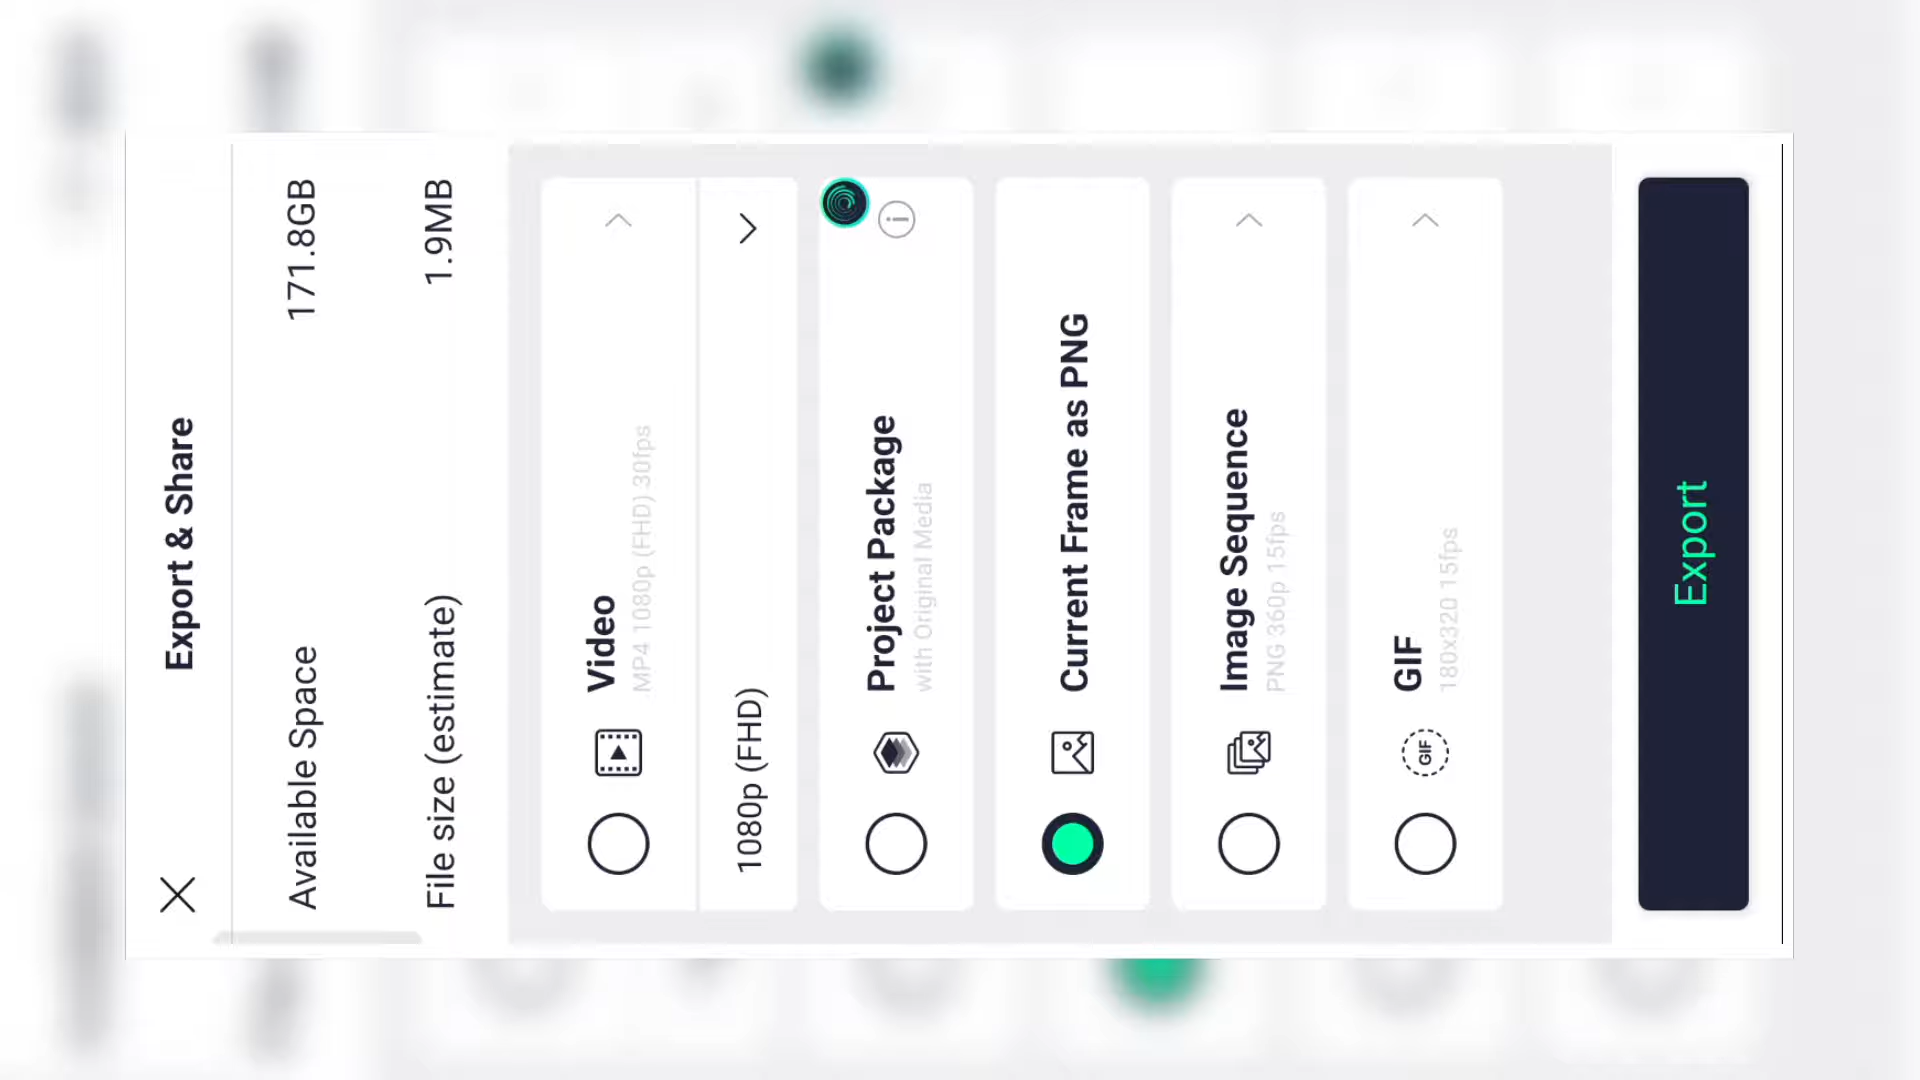 Export & Share
Available Space 171.8GB
File size (estimate) 1.9MB
Video
MP4 1080p (FHD) 30fps
1080p (FHD)
Project Package
with Original Media
Current Frame as PNG
Image Sequence
PNG 360p 15fps
GIF
GIF
180x320 15fps
Export